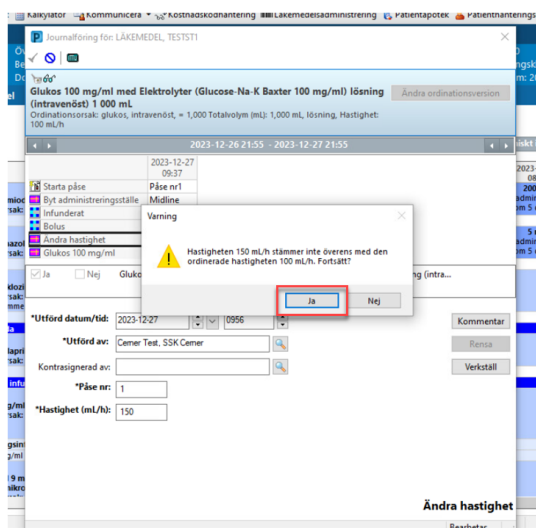 Kalkylator Kommunicera Kostnadskodhantering Läkemedelsadministrering Patientapotek Patienthanterings
Journalföring för: LÄKEMEDEL, TESTST1
Glukos 100 mg/ml med Elektrolyter (Glucose-Na-K Baxter 100 mg/ml) lösning
(intravenöst) 1 000 mL
Ändra ordinationsversion
Ordinationsorsak: glukos, intravenöst, = 1,000 Totalvolym (mL): 1,000 mL, lösning, Hastighet:
100 mL/h
2023-12-26 21:55 - 2023-12-27 21:55
2023-12-27
09:37
Starta påse Påse nr1
Byt administreringsställe Midline
Infunderat
Bolus
Ändra hastighet
Glukos 100 mg/ml
Varning
Hastigheten 150 mL/h stämmer inte överens med den
ordinerade hastigheten 100 mL/h. Fortsätt?
Ja Nej
Ja Nej
*Utförd datum/tid: 2023-12-27 0956
Kommentar
*Utförd av: Cerner Test, SSK Cerner
Rensa
Kontrasignerad av:
Verkställ
*Påse nr: 1
*Hastighet (mL/h): 150
Ändra hastighet